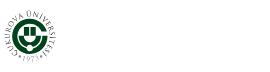 ÇUKUROVA ÜNİVERSİTESİ
• 1973 •